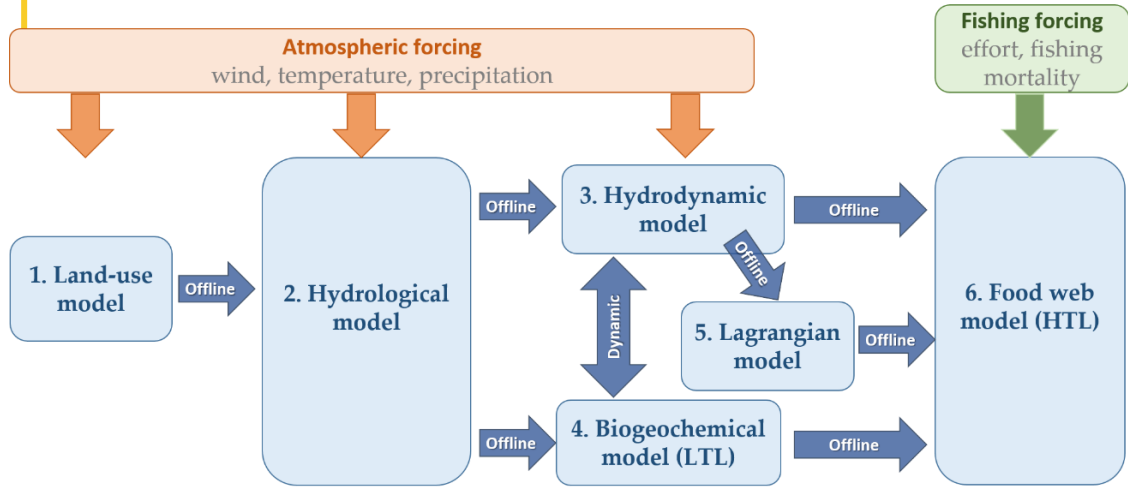 Atmospheric forcing
wind, temperature, precipitation
Fishing forcing
effort, fishing
mortality
1. Land-use
model
Offline
2. Hydrological
model
Offline
3. Hydrodynamic
model
Offline
Offline
Dynamic
5. Lagrangian
model
Offline
Offline
4. Biogeochemical
model (LTL)
Offline
6. Food web
model (HTL)